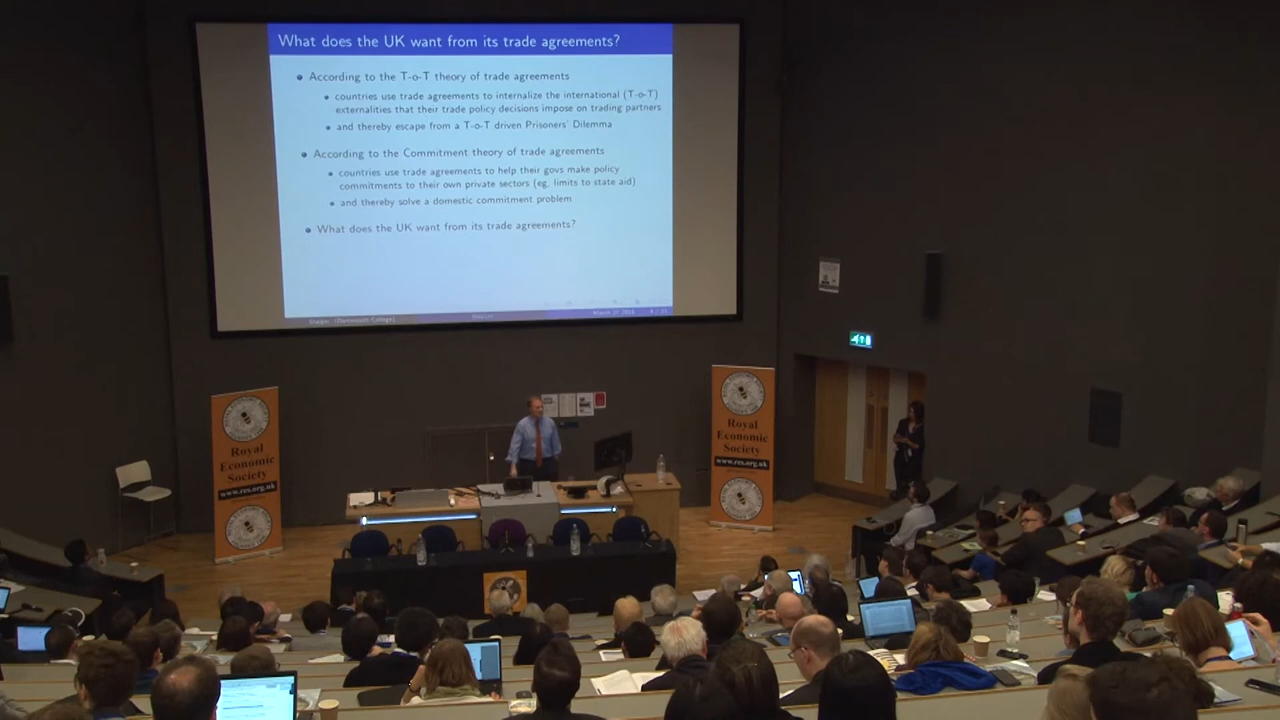 What does the UK want from its trade agreements?
According to the T-o-T theory of trade agreements
countries use trade agreements to internalize the international (T-o-T)
externalities that their trade policy decisions impose on trading partners
and thereby escape from a T-o-T driven Prisoners' Dilemma
According to the Commitment theory of trade agreements
countries use trade agreements to help their govs make policy
commitments to their own private sectors (eg. limits to state aid)
and thereby solve a domestic commitment problem
What does the UK want from its trade agreements?
(Dartmouth College)
Royal
Economic
Society
www.res.org.uk
Royal
Economic
Society
www.res.org.uk